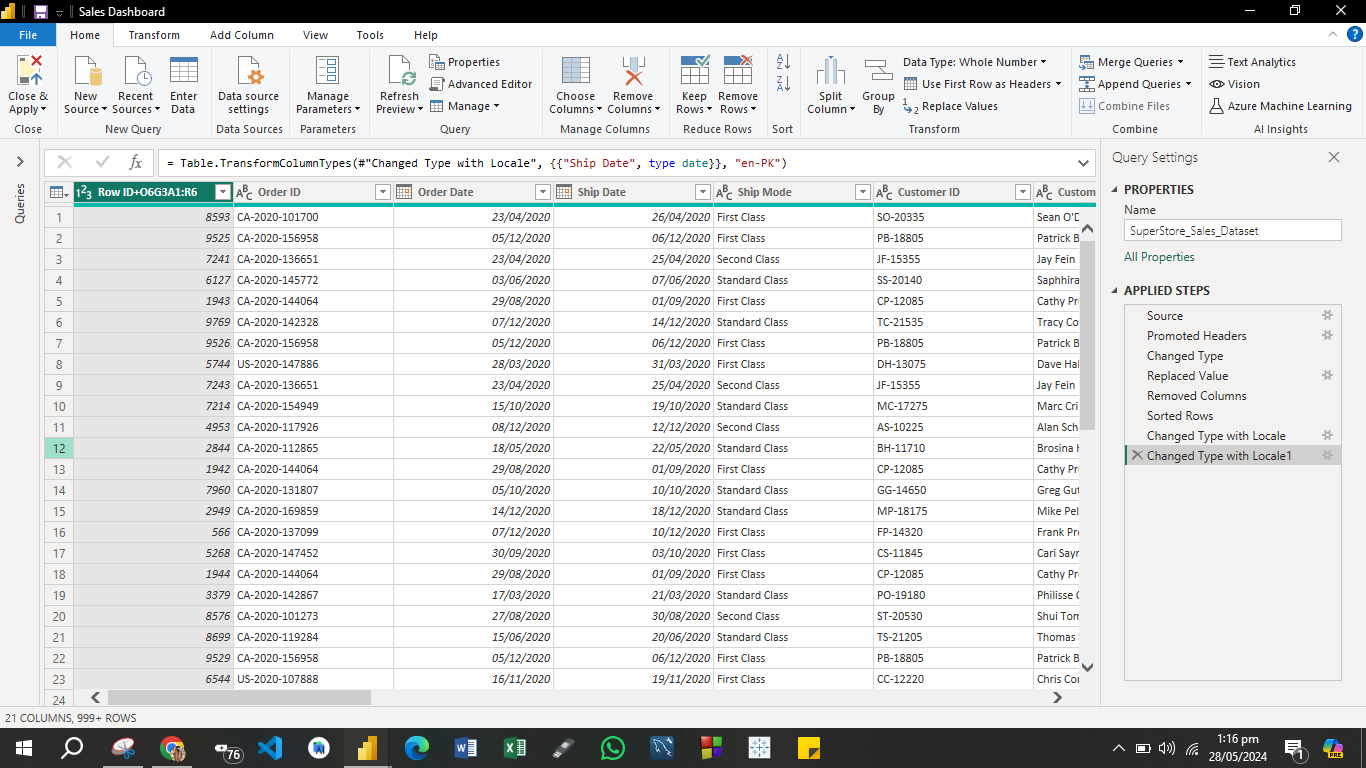 Sales Dashboard
File Home Transform Add Column View Tools Help
Close & Apply
New Source
Recent Sources
Enter Data
Data source settings
Manage Parameters
Refresh Preview
Properties
Advanced Editor
Manage
Choose Columns
Remove Columns
Keep Rows
Remove Rows
Split Column
Group By
Data Type: Whole Number
Use First Row as Headers
Replace Values
Merge Queries
Append Queries
Combine Files
Text Analytics
Vision
Azure Machine Learning
Close New Query Data Sources Parameters Query Manage Columns Reduce Rows Sort Transform Combine AI Insights
Queries
= Table.TransformColumnTypes(#"Changed Type with Locale", {{"Ship Date", type date}}, "en-PK")
Row ID+O6G3A1:R6 Order ID Order Date Ship Date Ship Mode Customer ID Custom
1 8593 CA-2020-101700 23/04/2020 26/04/2020 First Class SO-20335 Sean O'D
2 9525 CA-2020-156958 05/12/2020 06/12/2020 First Class PB-18805 Patrick B
3 7241 CA-2020-136651 23/04/2020 25/04/2020 Second Class JF-15355 Jay Fein
4 6127 CA-2020-145772 03/06/2020 07/06/2020 Standard Class SS-20140 Saphhira
5 1943 CA-2020-144064 29/08/2020 01/09/2020 First Class CP-12085 Cathy Pr
6 9769 CA-2020-142328 07/12/2020 14/12/2020 Standard Class TC-21535 Tracy Co
7 9526 CA-2020-156958 05/12/2020 06/12/2020 First Class PB-18805 Patrick B
8 5744 US-2020-147886 28/03/2020 31/03/2020 First Class DH-13075 Dave Hal
9 7243 CA-2020-136651 23/04/2020 25/04/2020 Second Class JF-15355 Jay Fein
10 7214 CA-2020-154949 15/10/2020 19/10/2020 Standard Class MC-17275 Marc Cri
11 4953 CA-2020-117926 08/12/2020 12/12/2020 Second Class AS-10225 Alan Sch
12 2844 CA-2020-112865 18/05/2020 22/05/2020 Standard Class BH-11710 Brosina H
13 1942 CA-2020-144064 29/08/2020 01/09/2020 First Class CP-12085 Cathy Pr
14 7960 CA-2020-131807 05/10/2020 10/10/2020 Standard Class GG-14650 Greg Gut
15 2949 CA-2020-169859 14/12/2020 18/12/2020 Standard Class MP-18175 Mike Pel
16 566 CA-2020-137099 07/12/2020 10/12/2020 First Class FP-14320 Frank Pr
17 5268 CA-2020-147452 30/09/2020 03/10/2020 First Class CS-11845 Cari Sayr
18 1944 CA-2020-144064 29/08/2020 01/09/2020 First Class CP-12085 Cathy Pr
19 3379 CA-2020-142867 17/03/2020 21/03/2020 Standard Class PO-19180 Philisse
20 8576 CA-2020-101273 27/08/2020 30/08/2020 Second Class ST-20530 Shui Tom
21 8699 CA-2020-119284 15/06/2020 20/06/2020 Standard Class TS-21205 Thomas
22 9529 CA-2020-156958 05/12/2020 06/12/2020 First Class PB-18805 Patrick B
23 6544 US-2020-107888 16/11/2020 19/11/2020 First Class CC-12220 Chris Cor
24
Query Settings
PROPERTIES
Name
SuperStore_Sales_Dataset
All Properties
APPLIED STEPS
Source
Promoted Headers
Changed Type
Replaced Value
Removed Columns
Sorted Rows
Changed Type with Locale
Changed Type with Locale1
21 COLUMNS, 999+ ROWS
76
1:16 pm
28/05/2024
1
PRE